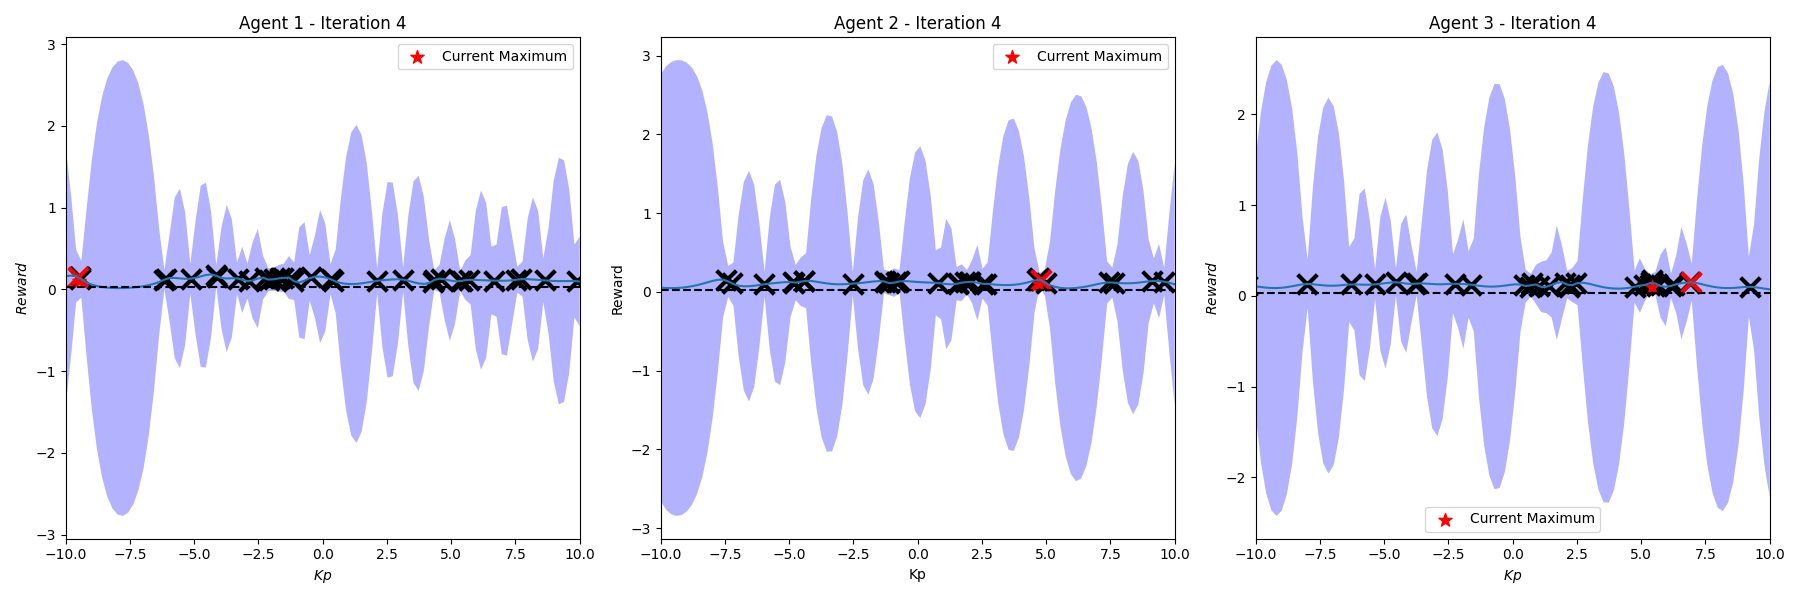 Agent 1 - Iteration 4
3
2
1
0
−1
−2
−3
Reward
−10.0 −7.5 −5.0 −2.5 0.0 2.5 5.0 7.5 10.0
Kp
Current Maximum
Agent 2 - Iteration 4
3
2
1
0
−1
−2
−3
Reward
−10.0 −7.5 −5.0 −2.5 0.0 2.5 5.0 7.5 10.0
Kp
Current Maximum
Agent 3 - Iteration 4
2
1
0
−1
−2
Reward
−10.0 −7.5 −5.0 −2.5 0.0 2.5 5.0 7.5 10.0
Kp
Current Maximum